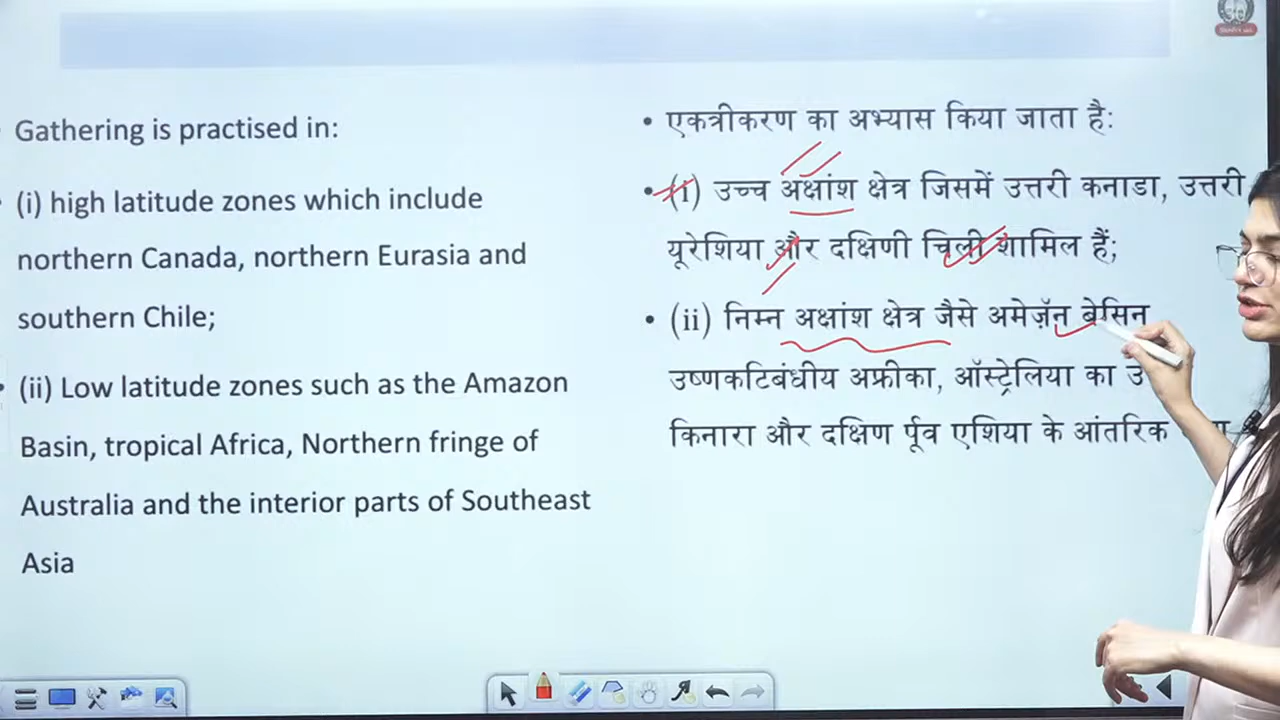 Gathering is practised in:
(i) high latitude zones which include
northern Canada, northern Eurasia and
southern Chile;
(ii) Low latitude zones such as the Amazon
Basin, tropical Africa, Northern fringe of
Australia and the interior parts of Southeast
Asia
• एकत्रीकरण का अभ्यास किया जाता है:
• (i) उच्च अक्षांश क्षेत्र जिसमें उत्तरी कनाडा, उत्तरी
यूरेशिया और दक्षिणी चिली शामिल हैं;
• (ii) निम्न अक्षांश क्षेत्र जैसे अमेज़ॅन बेसिन
उष्णकटिबंधीय अफ्रीका, ऑस्ट्रेलिया का
किनारा और दक्षिण र्पूव एशिया के आंतरिक